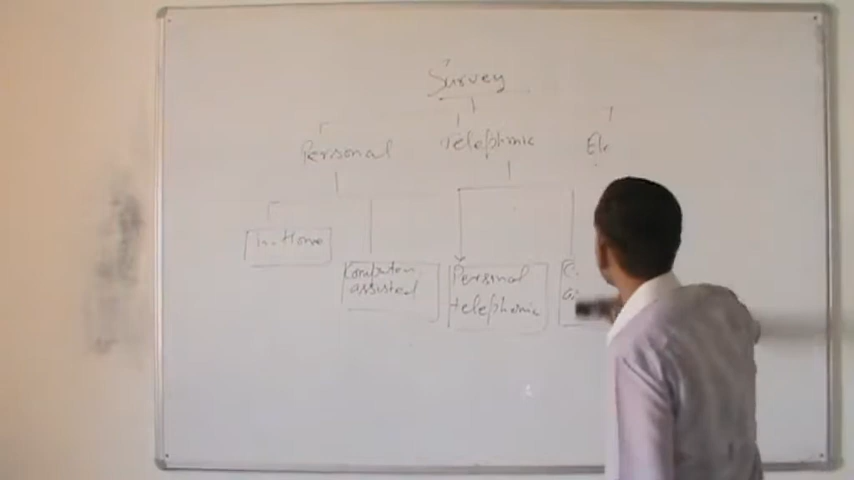 Survey
Personal
Telephonic
Ele
In-Home
Computer
assisted
Personal
telephonic